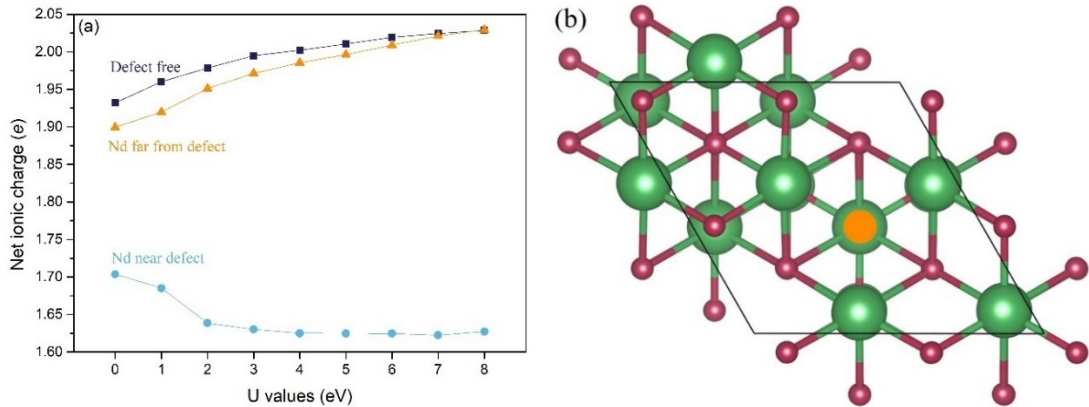 (a)
2.05
2.00
1.95
1.90
1.85
1.80
1.75
1.70
1.65
1.60
Net ionic charge (e)
Defect free
Nd far from defect
Nd near defect
0 1 2 3 4 5 6 7 8
U values (eV)
(b)